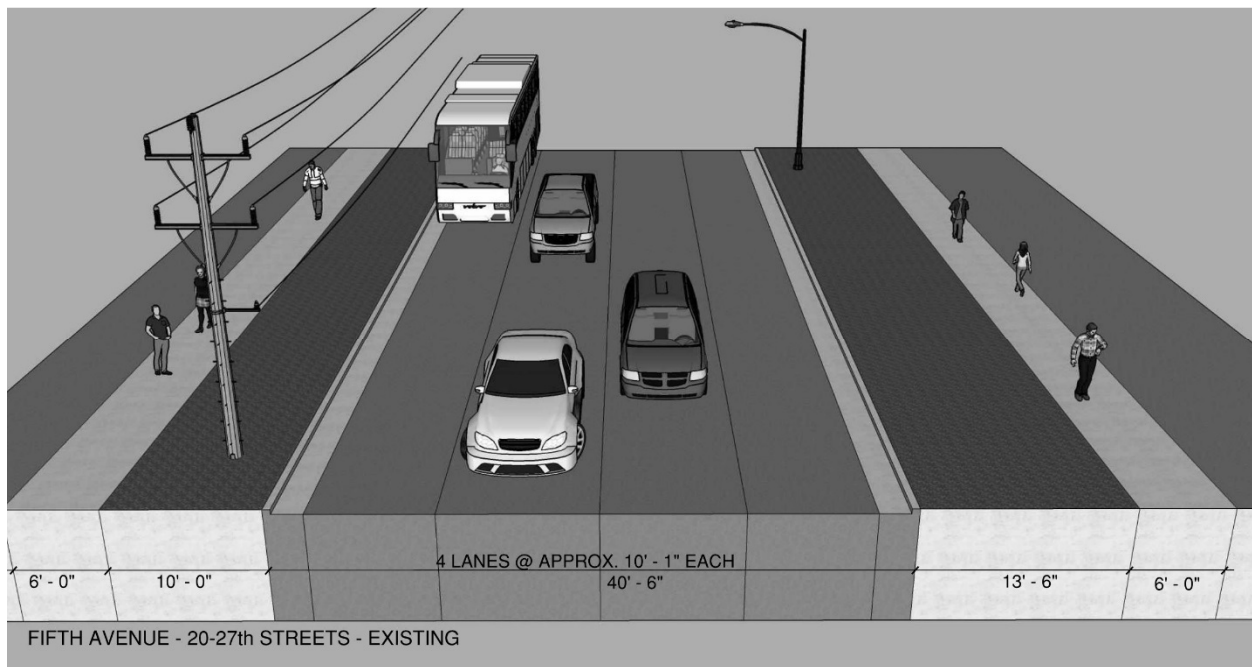 4 LANES @ APPROX. 10' - 1" EACH
6' - 0" 10' - 0" 40' - 6" 13' - 6" 6' - 0"
FIFTH AVENUE - 20-27th STREETS - EXISTING